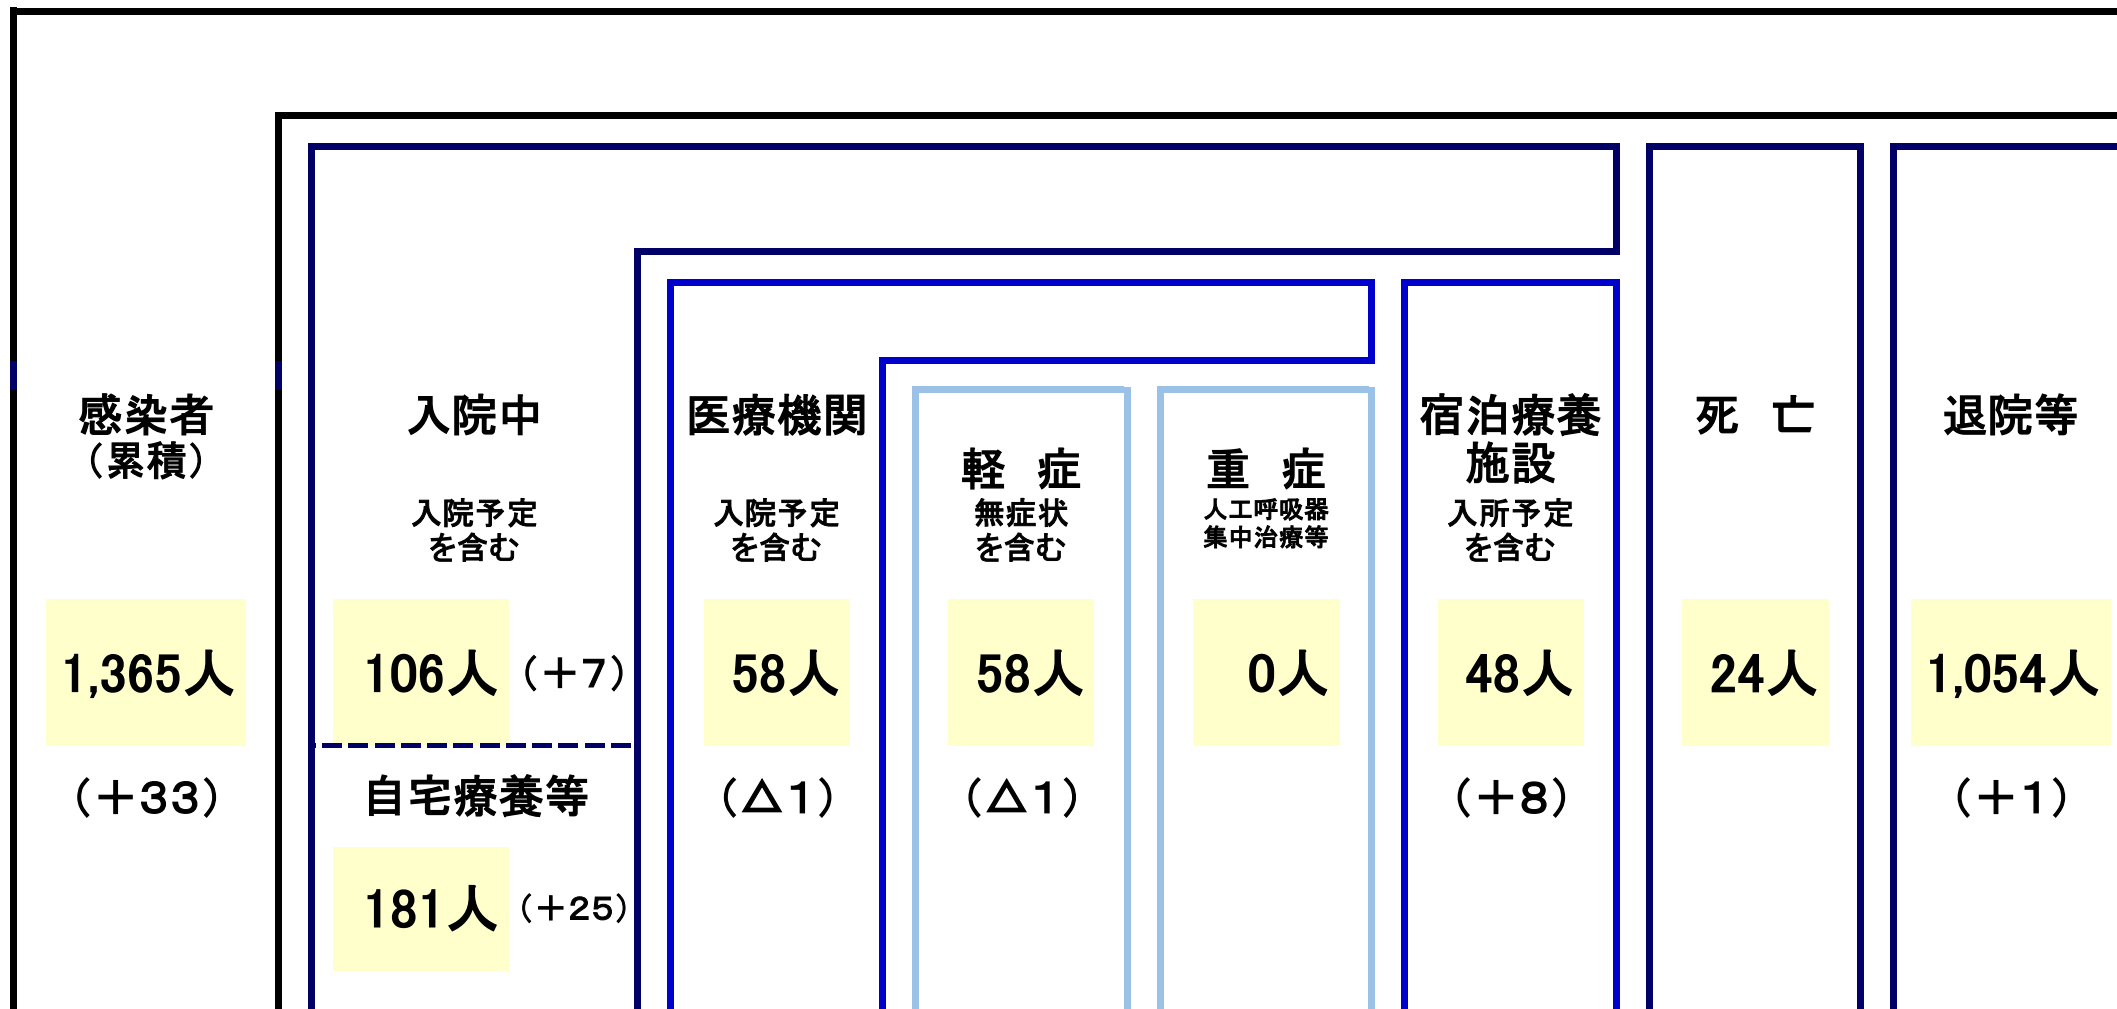 感染者
（累積）
1,365人
（＋33）
入院中
入院予定
を含む
106人（＋7）
自宅療養等
181人（＋25）
医療機関
入院予定
を含む
58人
（△1）
軽 症
無症状
を含む
58人
（△1）
重 症
人工呼吸器
集中治療等
0人
宿泊療養
施設
入所予定
を含む
48人
（＋8）
死 亡
24人
退院等
1,054人
（＋1）